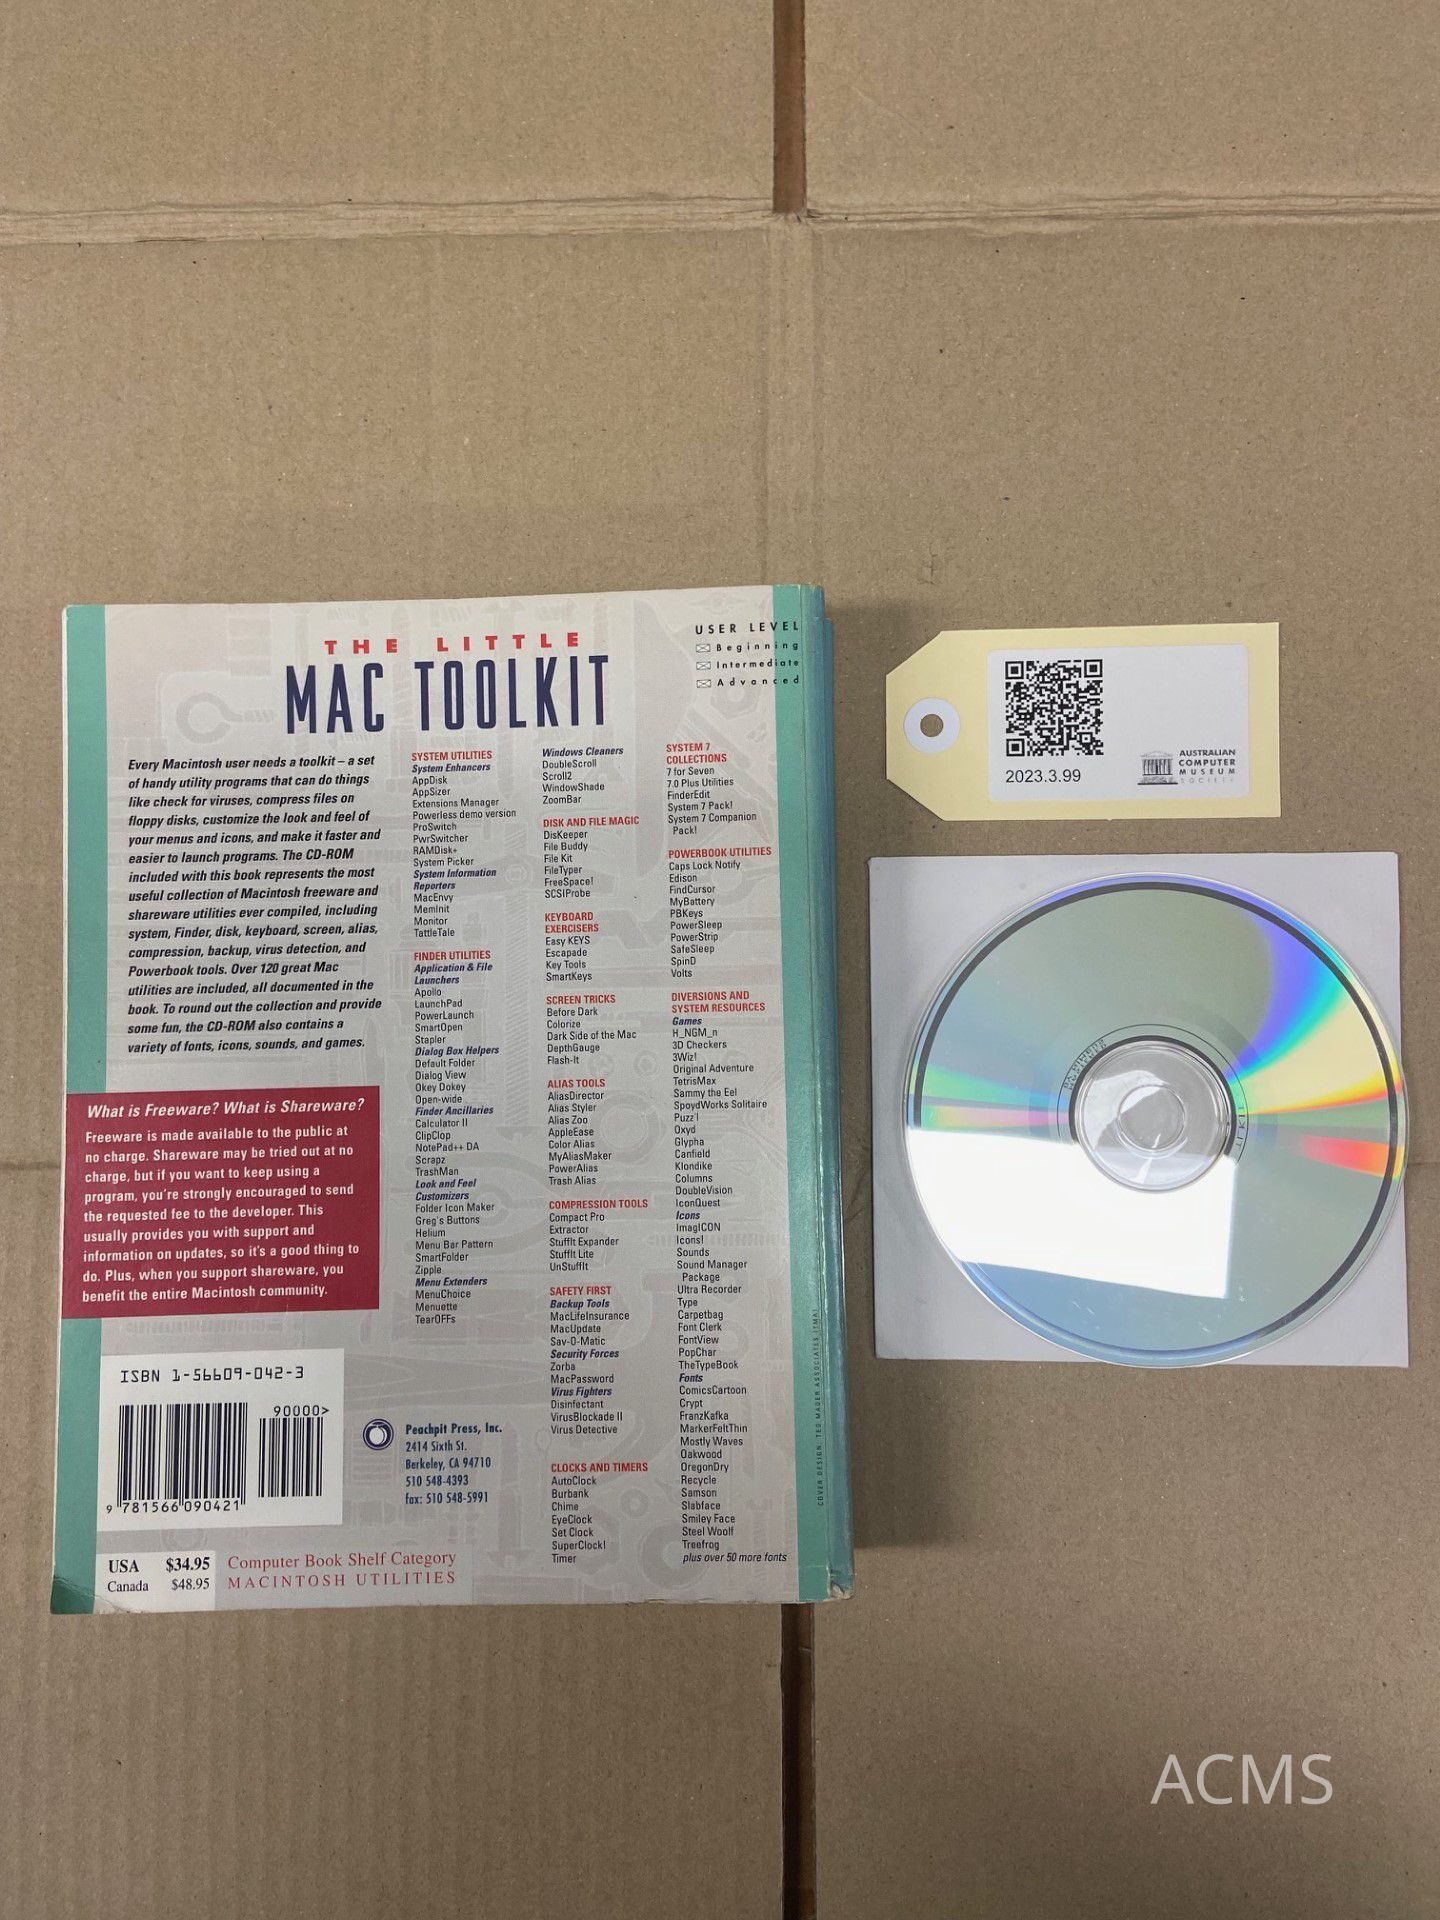 THE LITTLE
MAC TOOLKIT
USER LEVEL
Beginning
Intermediate
Advanced
Every Macintosh user needs a toolkit – a set
of handy utility programs that can do things
like check for viruses, compress files on
floppy disks, customize the look and feel of
your menus and icons, and make it faster and
easier to launch programs. The CD-ROM
included with this book represents the most
useful collection of Macintosh freeware and
shareware utilities ever compiled, including
system, Finder, disk, keyboard, screen, alias,
compression, backup, virus detection, and
Powerbook tools. Over 120 great Mac
utilities are included, all documented in the
book. To round out the collection and provide
some fun, the CD-ROM also contains a
variety of fonts, icons, sounds, and games.
What is Freeware? What is Shareware?
Freeware is made available to the public at
no charge. Shareware may be tried out at no
charge, but if you want to keep using a
program, you're strongly encouraged to send
the requested fee to the developer. This
usually provides you with support and
information on updates, so it's a good thing to
do. Plus, when you support shareware, you
benefit the entire Macintosh community.
SYSTEM UTILITIES
System Enhancers
AppDisk
AppSizer
Extensions Manager
Powerless demo version
ProSwitch
PwrSwitcher
RAMDisk+
System Picker
System Information
Reporters
MacEnvy
MemInit
Monitor
TattleTale
FINDER UTILITIES
Application & File
Launchers
Apollo
LaunchPad
PowerLaunch
SmartOpen
Stapler
Dialog Box Helpers
Default Folder
Dialog View
Okey Dokey
Open-wide
Finder Ancillaries
Calculator II
ClipClop
NotePad++ DA
Scrapz
TrashMan
Look and Feel
Customizers
Folder Icon Maker
Greg's Buttons
Helium
Menu Bar Pattern
SmartFolder
Zipple
Menu Extenders
MenuChoice
Menuette
TearOFFs
Windows Cleaners
DoubleScroll
Scroll2
WindowShade
ZoomBar
DISK AND FILE MAGIC
DisKeeper
File Buddy
File Kit
FileTyper
FreeSpace!
SCSIProbe
KEYBOARD
EXERCISERS
Easy KEYS
Escapade
Key Tools
SmartKeys
SCREEN TRICKS
Before Dark
Colorize
Dark Side of the Mac
DepthGauge
Flash-It
ALIAS TOOLS
AliasDirector
Alias Styler
Alias Zoo
AppleEase
Color Alias
MyAliasMaker
PowerAlias
Trash Alias
COMPRESSION TOOLS
Compact Pro
Extractor
StuffIt Expander
StuffIt Lite
UnStuffIt
SAFETY FIRST
Backup Tools
MacLifeInsurance
MacUpdate
Sav-O-Matic
Security Forces
Zorba
MacPassword
Virus Fighters
Disinfectant
VirusBlockade II
Virus Detective
CLOCKS AND TIMERS
AutoClock
Burbank
Chime
EyeClock
Set Clock
SuperClock!
Timer
SYSTEM 7
COLLECTIONS
7 for Seven
7.0 Plus Utilities
FinderEdit
System 7 Pack!
System 7 Companion
Pack!
POWERBOOK UTILITIES
Caps Lock Notify
Edison
FindCursor
MyBattery
PBKeys
PowerSleep
PowerStrip
SafeSleep
SpinD
Volts
DIVERSIONS AND
SYSTEM RESOURCES
Games
H_NGM_n
3D Checkers
3Wiz!
Original Adventure
TetrisMax
Sammy the Eel
SpoydWorks Solitaire
Puzz'l
Oxyd
Glypha
Canfield
Klondike
Columns
DoubleVision
IconQuest
Icons
ImagICON
Icons!
Sounds
Sound Manager
Package
Ultra Recorder
Type
Carpetbag
Font Clerk
FontView
PopChar
TheTypeBook
Fonts
ComicsCartoon
Crypt
FranzKafka
MarkerFeltThin
Mostly Waves
Oakwood
OregonDry
Recycle
Samson
Slabface
Smiley Face
Steel Woolf
Treefrog
plus over 50 more fonts
COVER DESIGN: TED MADER ASSOCIATES (TMA)
ISBN 1-56609-042-3
90000>
9 781566 090421
Peachpit Press, Inc.
2414 Sixth St.
Berkeley, CA 94710
510 548-4393
fax: 510 548-5991
USA $34.95
Canada $48.95
Computer Book Shelf Category
MACINTOSH UTILITIES
2023.3.99
AUSTRALIAN
COMPUTER
MUSEUM
SOCIETY
ACMS